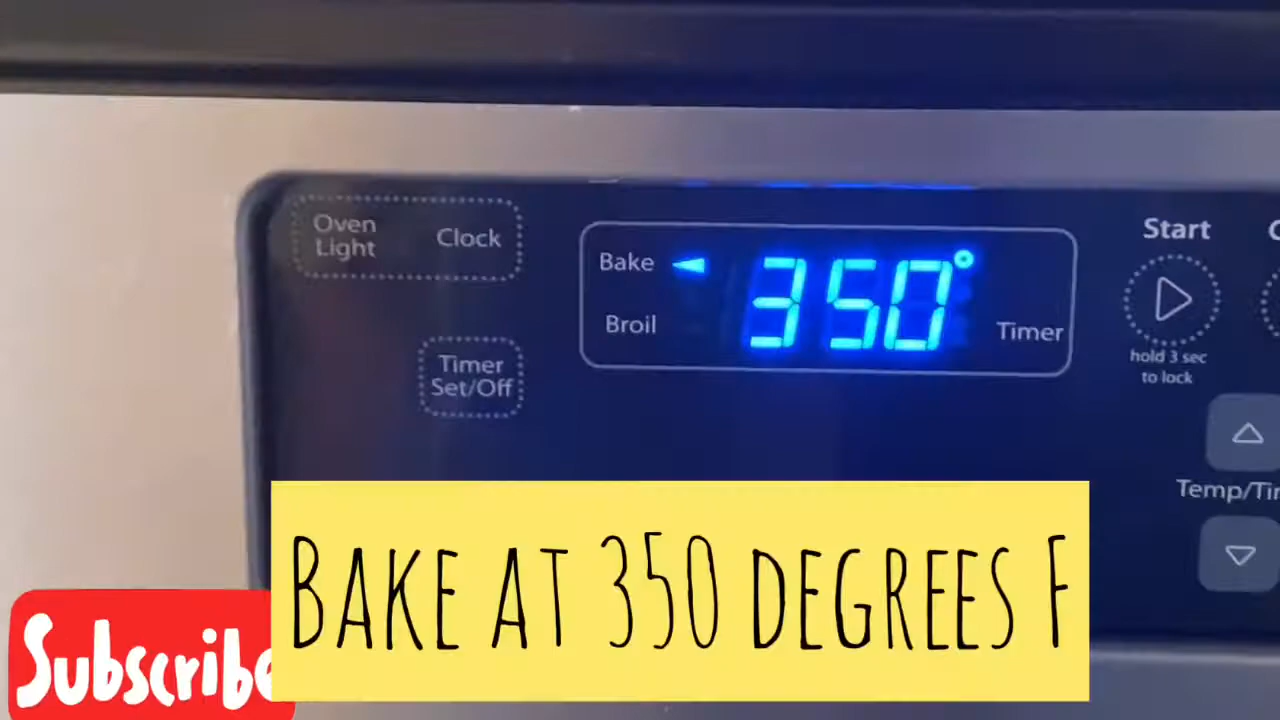 Oven
Light
Clock
Timer
Set/Off
Bake
350°
Broil
Timer
Start
hold 3 sec
to lock
BAKE AT 350 DEGREES F
Subscribe